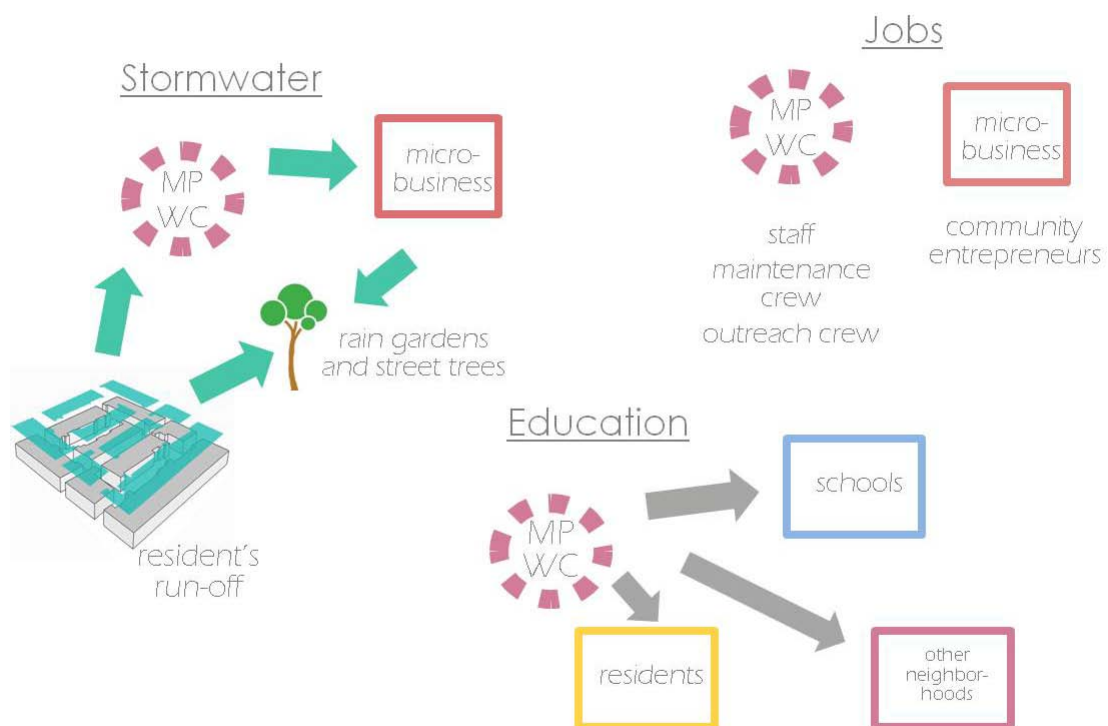 Stormwater
MP
WC
micro-
business
rain gardens
and street trees
resident's
run-off
Jobs
MP
WC
staff
maintenance
crew
outreach crew
micro-
business
community
entrepreneurs
Education
MP
WC
schools
residents
other
neighbor-
hoods